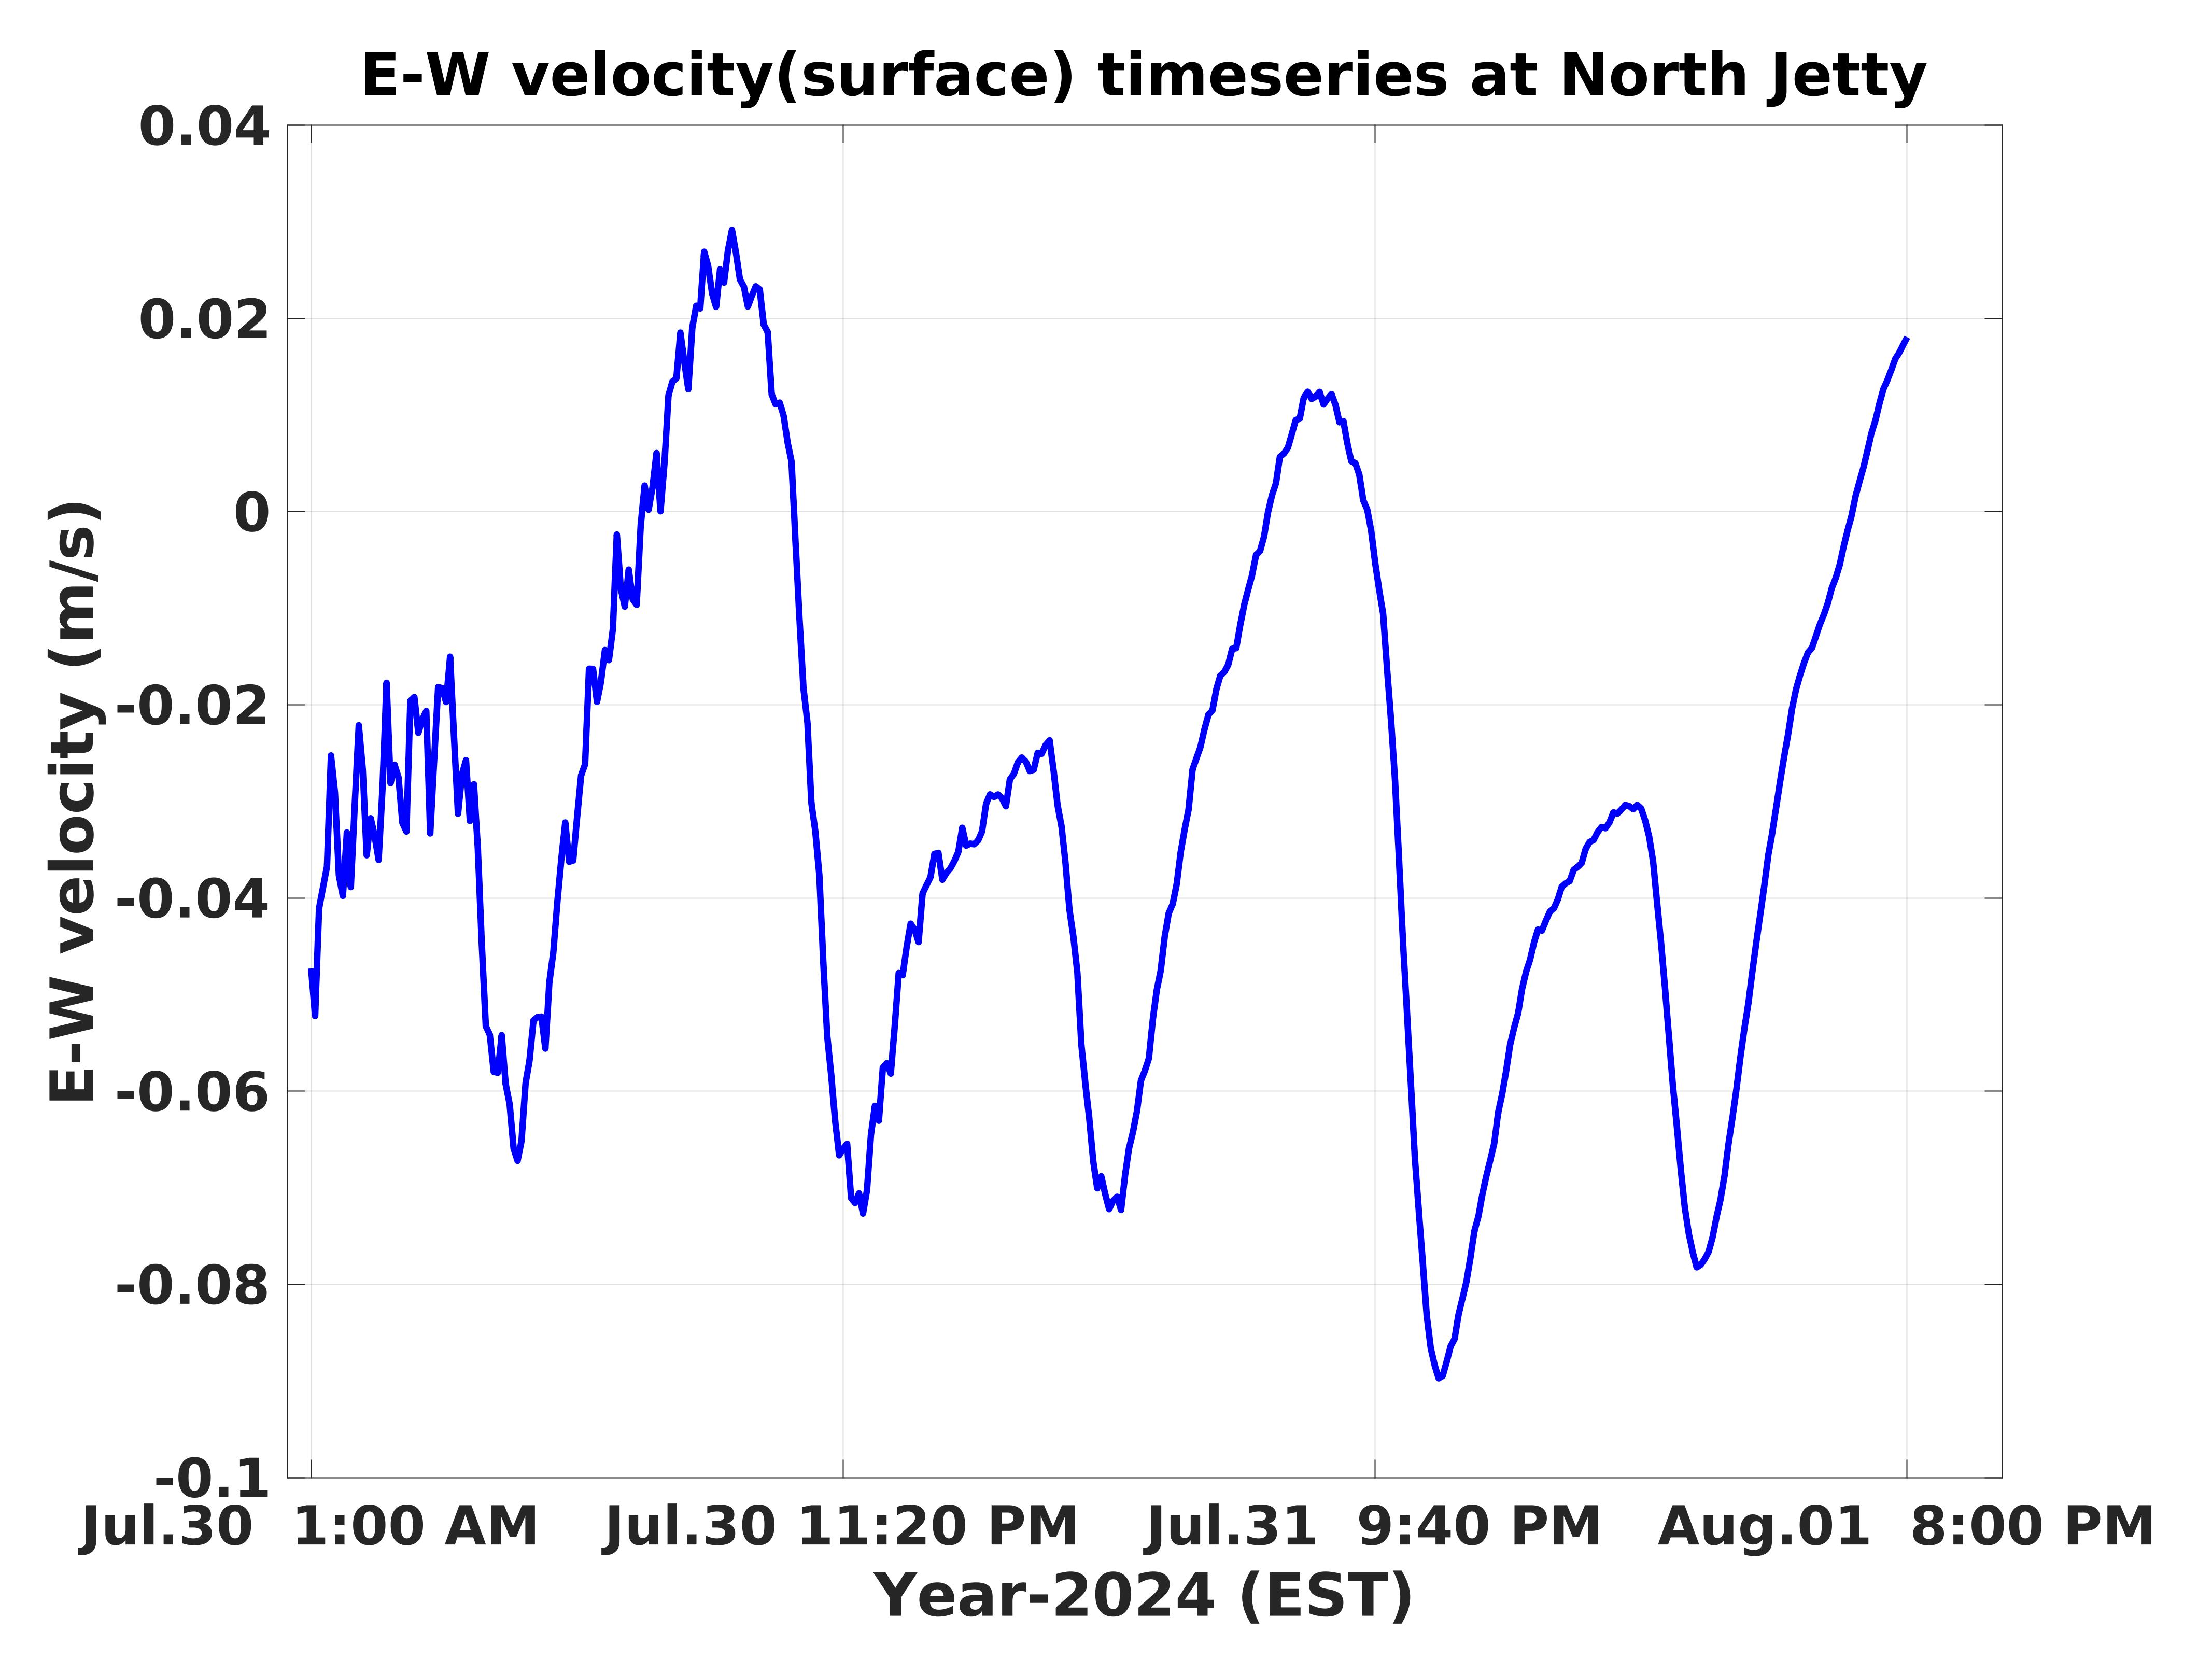 E-W velocity(surface) timeseries at North Jetty
0.04
0.02
0
-0.02
-0.04
-0.06
-0.08
-0.1
E-W velocity (m/s)
Jul.30  1:00 AM Jul.30 11:20 PM Jul.31  9:40 PM Aug.01  8:00 PM
Year-2024 (EST)